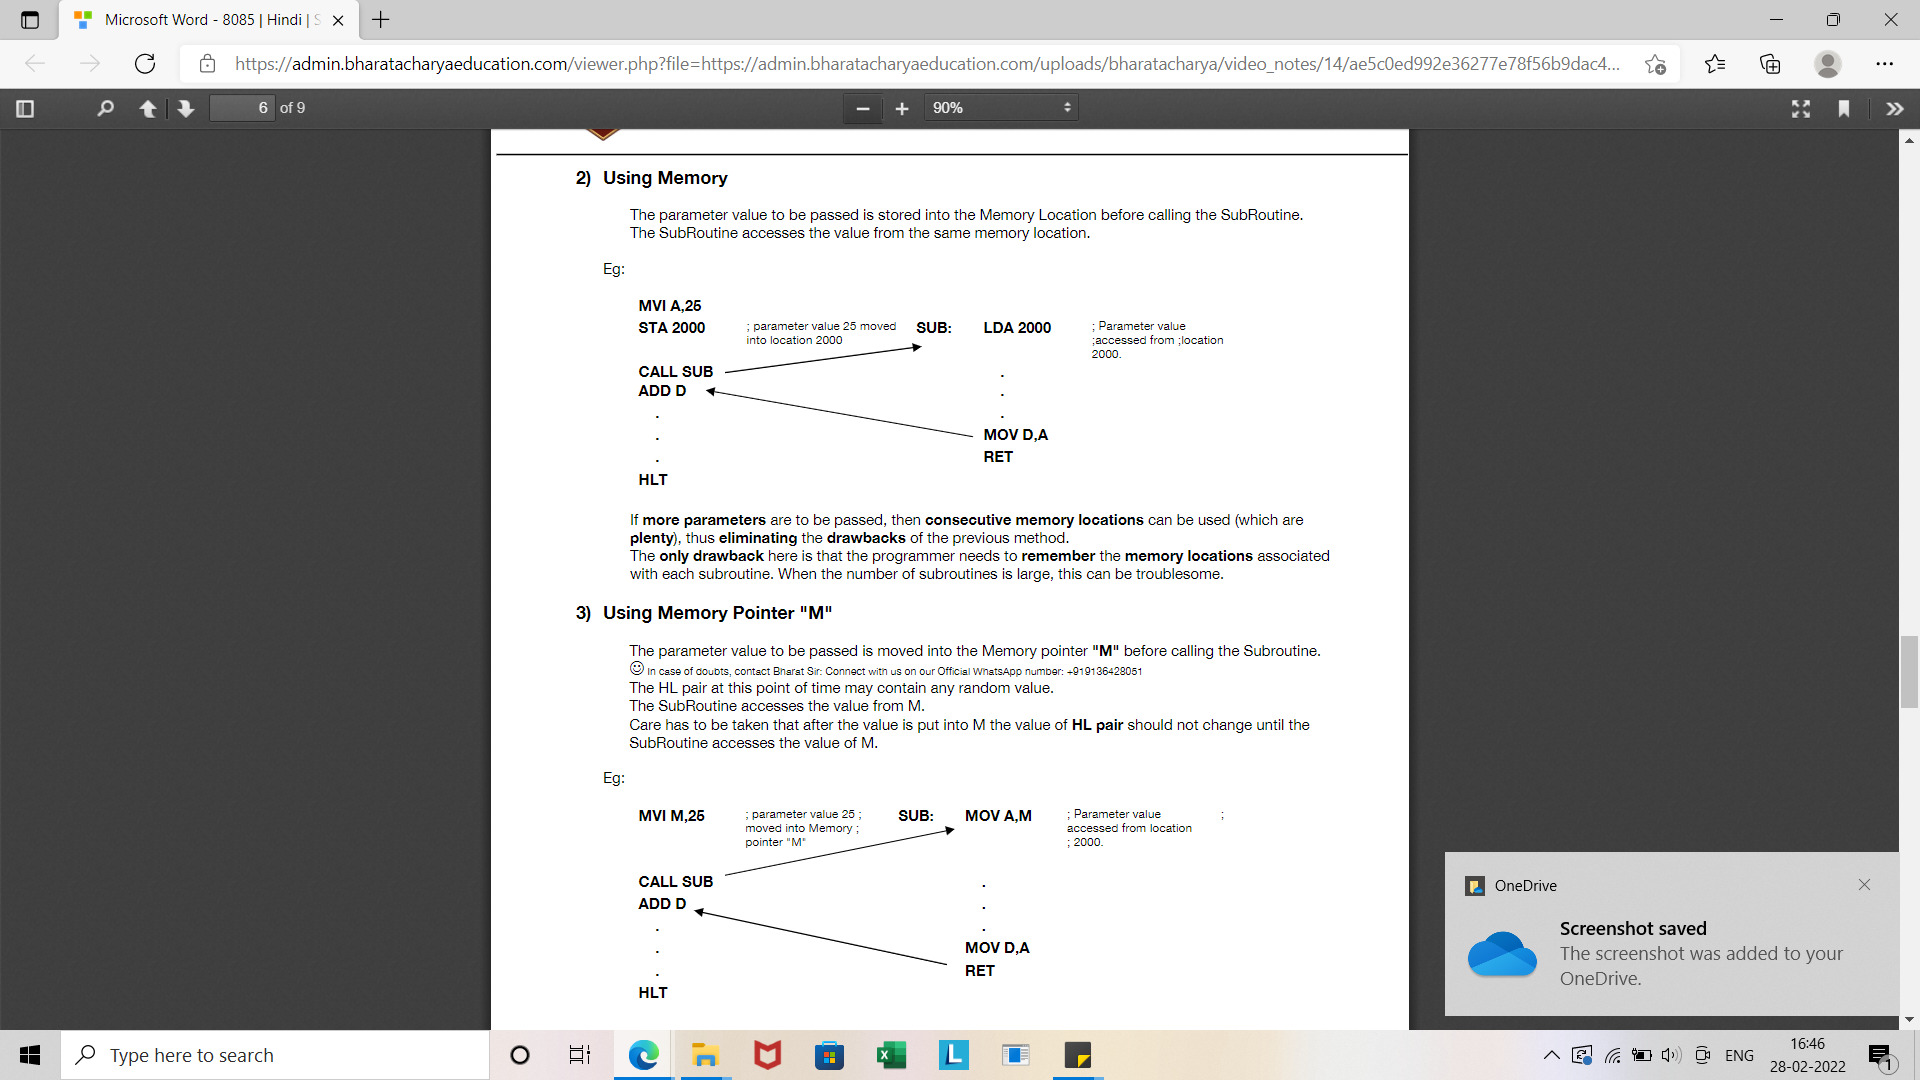 Microsoft Word - 8085 | Hindi | S
https://admin.bharatacharyaeducation.com/viewer.php?file=https://admin.bharatacharyaeducation.com/uploads/bharatacharya/video_notes/14/ae5c0ed992e36277e78f56b9dac4...
6 of 9
90%
2) Using Memory
The parameter value to be passed is stored into the Memory Location before calling the SubRoutine.
The SubRoutine accesses the value from the same memory location.
Eg:
MVI A,25
STA 2000 ; parameter value 25 moved SUB: LDA 2000 ; Parameter value
into location 2000 ;accessed from ;location
2000.
CALL SUB .
ADD D .
. .
. MOV D,A
. RET
HLT
If more parameters are to be passed, then consecutive memory locations can be used (which are
plenty), thus eliminating the drawbacks of the previous method.
The only drawback here is that the programmer needs to remember the memory locations associated
with each subroutine. When the number of subroutines is large, this can be troublesome.
3) Using Memory Pointer "M"
The parameter value to be passed is moved into the Memory pointer "M" before calling the Subroutine.
☺ In case of doubts, contact Bharat Sir: Connect with us on our Official WhatsApp number: +919136428051
The HL pair at this point of time may contain any random value.
The SubRoutine accesses the value from M.
Care has to be taken that after the value is put into M the value of HL pair should not change until the
SubRoutine accesses the value of M.
Eg:
MVI M,25 ; parameter value 25 ; SUB: MOV A,M ; Parameter value ;
moved into Memory ; accessed from location
pointer "M" ; 2000.
CALL SUB .
ADD D .
. .
. MOV D,A
. RET
HLT
OneDrive
Screenshot saved
The screenshot was added to your
OneDrive.
Type here to search
ENG
16:46
28-02-2022
1